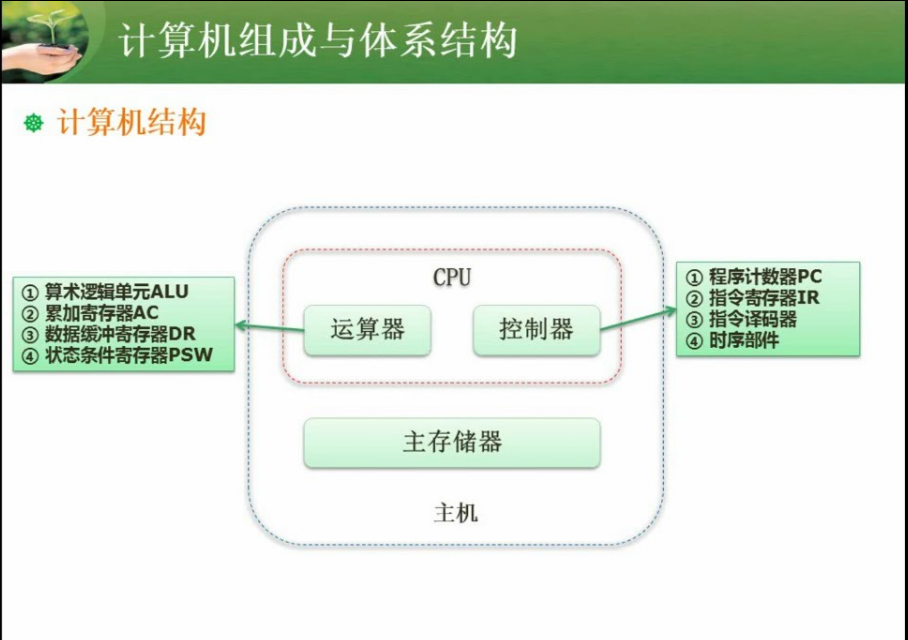 计算机组成与体系结构
计算机结构
CPU
运算器
控制器
主存储器
主机
① 算术逻辑单元ALU
② 累加寄存器AC
③ 数据缓冲寄存器DR
④ 状态条件寄存器PSW
① 程序计数器PC
② 指令寄存器IR
③ 指令译码器
④ 时序部件